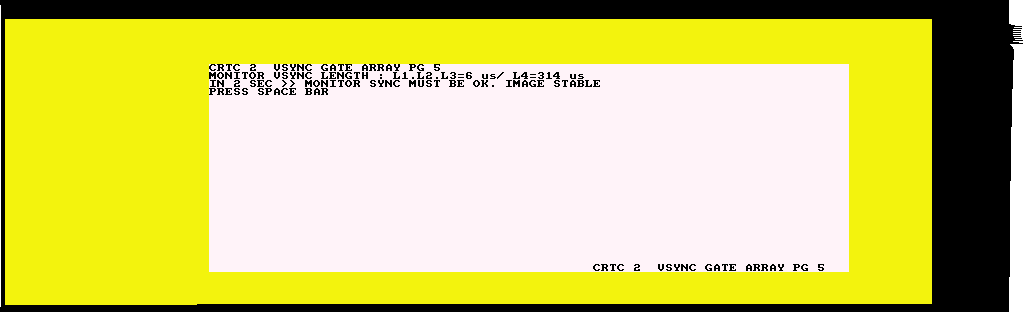 CRTC 2  VSYNC GATE ARRAY PG 5
MONITOR VSYNC LENGTH : L1,L2,L3=6 us/ L4=314 us
IN 2 SEC >> MONITOR SYNC MUST BE OK. IMAGE STABLE
PRESS SPACE BAR
CRTC 2  VSYNC GATE ARRAY PG 5